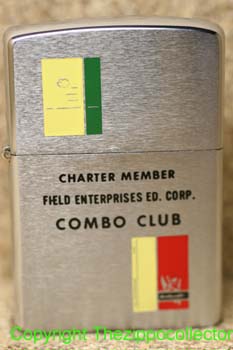 CHARTER MEMBER
FIELD ENTERPRISES ED. CORP.
COMBO CLUB
Copyright Thezippocollector